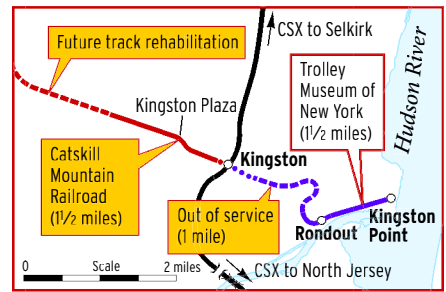 CSX to Selkirk
Future track rehabilitation
Hudson River
Trolley
Museum of
New York
(1½ miles)
Kingston Plaza
Catskill
Mountain
Railroad
(1½ miles)
Kingston
Out of service
(1 mile)
Kingston
Point
Rondout
0 Scale 2 miles
CSX to North Jersey